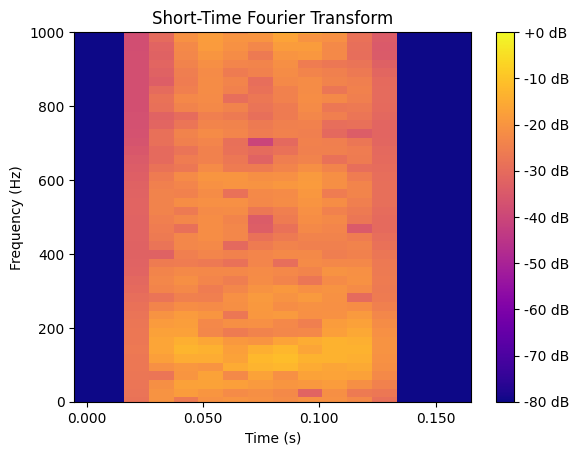 Short-Time Fourier Transform
1000
800
600
400
200
0
Frequency (Hz)
0.000
0.050
0.100
0.150
Time (s)
+0 dB
-10 dB
-20 dB
-30 dB
-40 dB
-50 dB
-60 dB
-70 dB
-80 dB